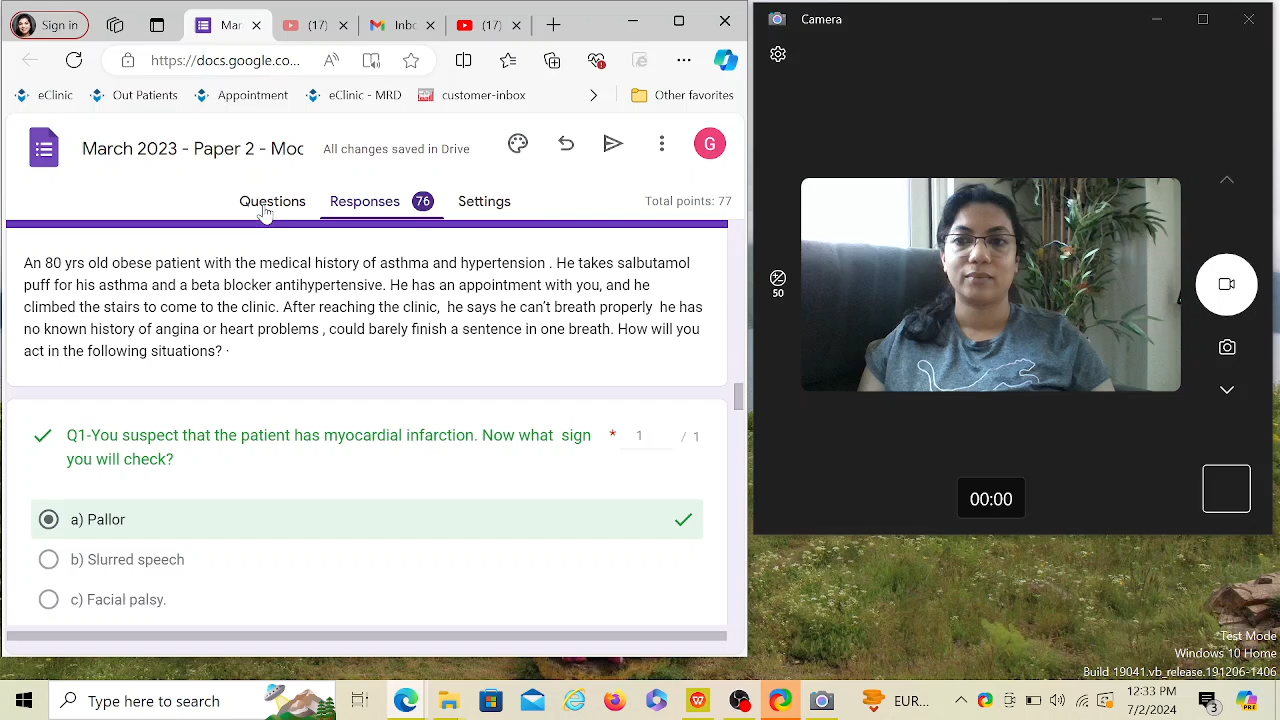 Sign in
Mar
(17)
Inbc
(17)
https://docs.google.co...
eClinic
Out Patients
Appointment
eClinic - MRD
customer-inbox
Other favorites
March 2023 - Paper 2 - Moc
All changes saved in Drive
G
Questions
Responses
76
Settings
Total points: 77
An 80 yrs old obese patient with the medical history of asthma and hypertension . He takes salbutamol
puff for his asthma and a beta blocker antihypertensive. He has an appointment with you, and he
climbed the stairs to come to the clinic. After reaching the clinic, he says he can't breath properly he has
no known history of angina or heart problems , could barely finish a sentence in one breath. How will you
act in the following situations? ·
Q1-You suspect that the patient has myocardial infarction. Now what sign
you will check?
*
1
/ 1
a) Pallor
b) Slurred speech
c) Facial palsy.
Camera
50
00:00
Test Mode
Windows 10 Home
Build 19041.vb_release.191206-1406
Type here to search
EUR...
12:33 PM
7/2/2024
3
PRE